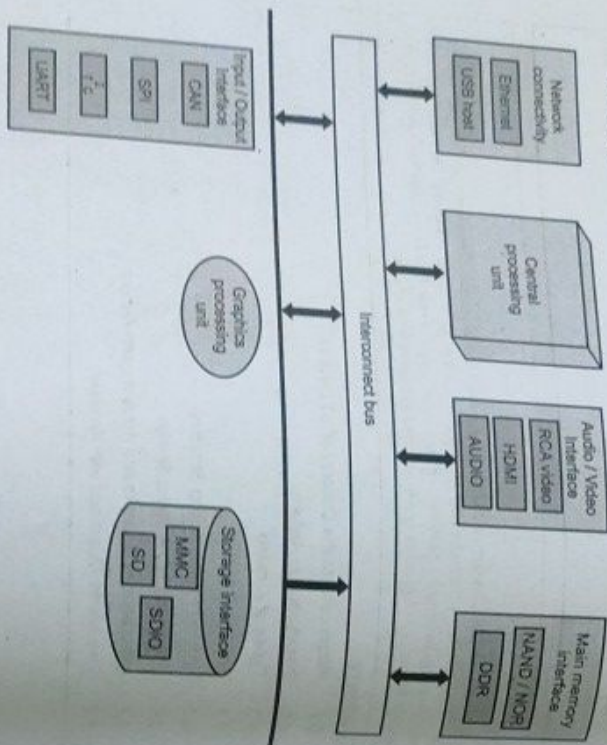 Network
connectivity
Ethernet
USB host
Central
processing
unit
Audio / Video
Interface
RCA video
HDMI
AUDIO
Main memory
interface
NAND / NOR
DDR
Interconnect bus
Input / Output
Interface
CAN
SPI
I²C
UART
Graphics
processing
unit
Storage interface
MMC
SD
SDIO